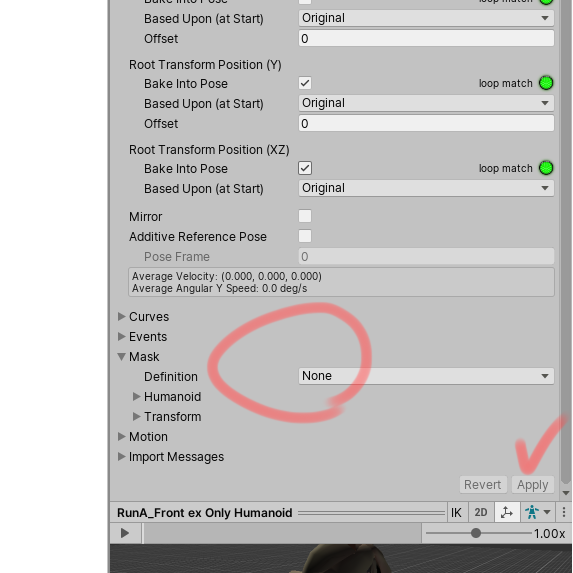 Bake Into Pose loop match
Based Upon (at Start) Original
Offset 0
Root Transform Position (Y)
Bake Into Pose loop match
Based Upon (at Start) Original
Offset 0
Root Transform Position (XZ)
Bake Into Pose loop match
Based Upon (at Start) Original
Mirror
Additive Reference Pose
Pose Frame 0
Average Velocity: (0.000, 0.000, 0.000)
Average Angular Y Speed: 0.0 deg/s
Curves
Events
Mask
Definition None
Humanoid
Transform
Motion
Import Messages
Revert Apply
RunA_Front ex Only Humanoid IK 2D
1.00x